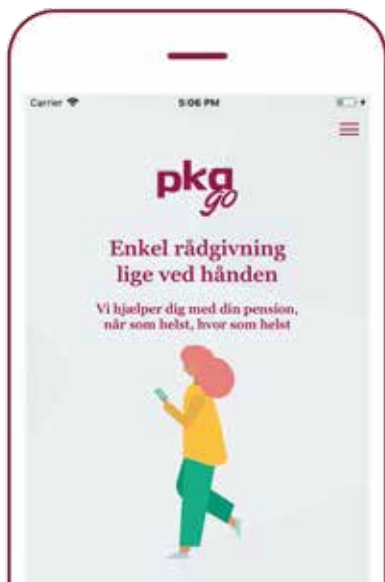 Carrier
5:06 PM
pka
go
Enkel rådgivning
lige ved hånden
Vi hjælper dig med din pension,
når som helst, hvor som helst